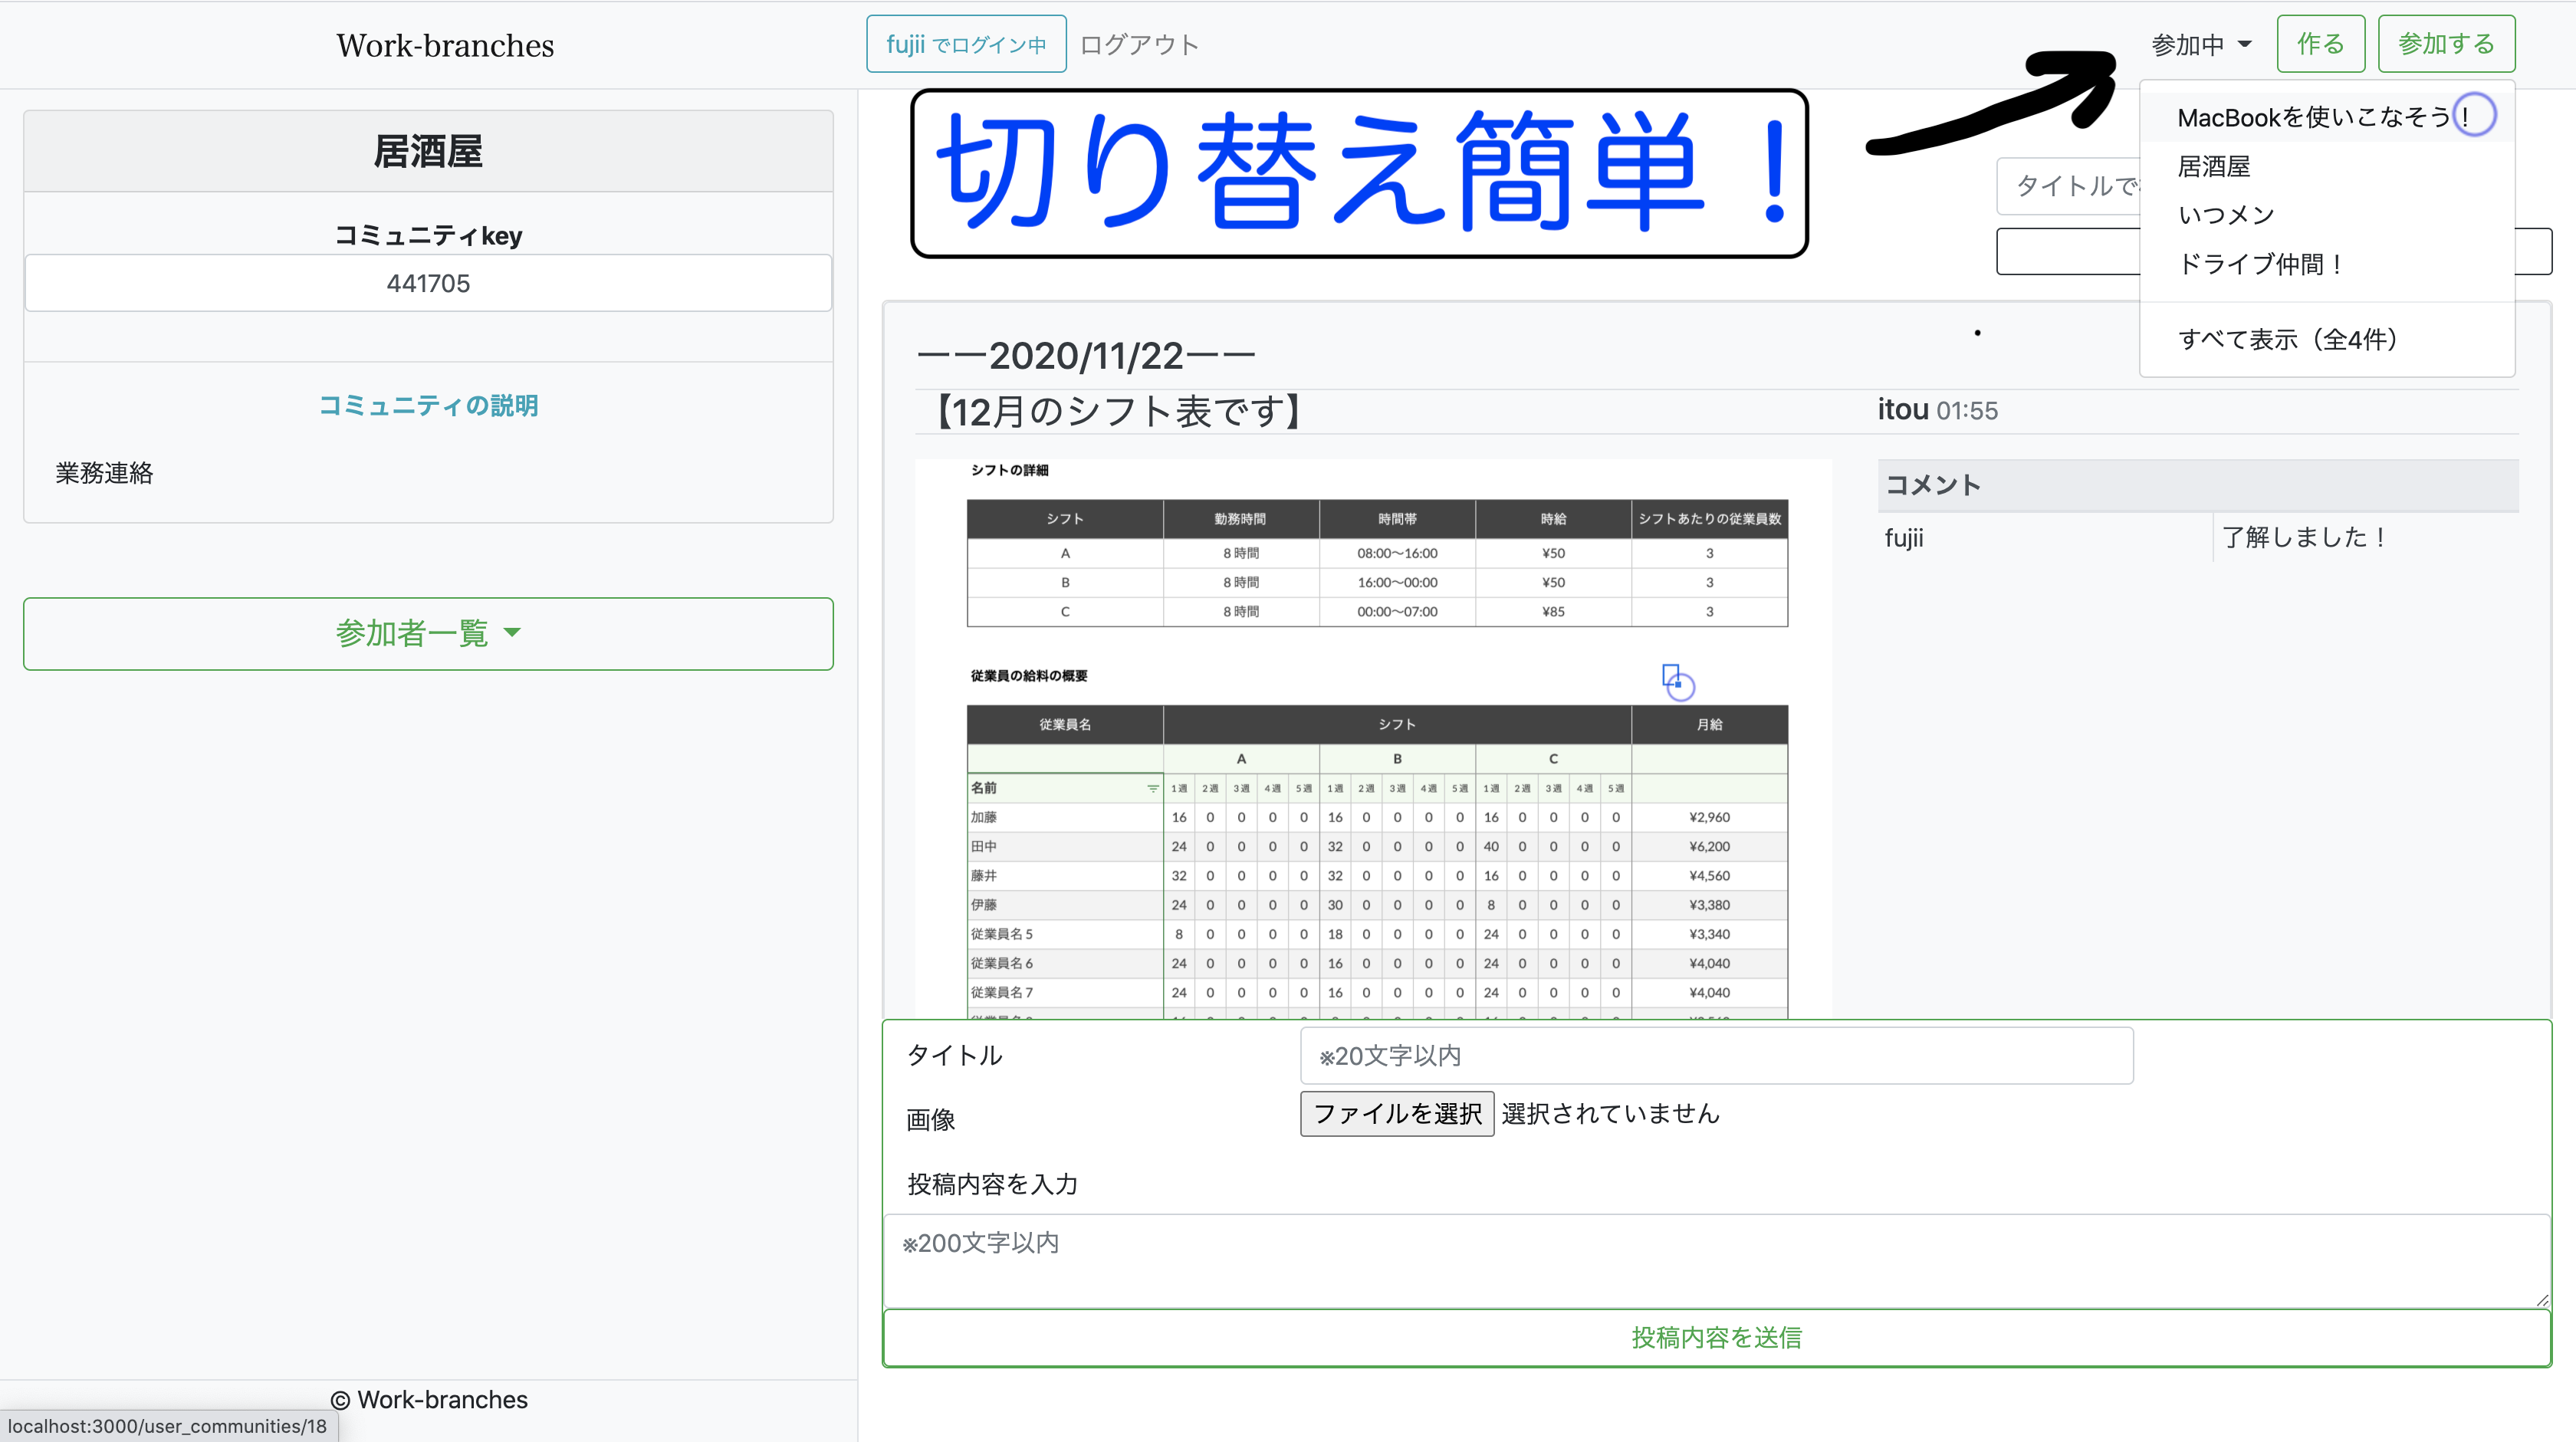 Work-branches
fujii でログイン中 ログアウト
参加中 作る 参加する
切り替え簡単！
MacBookを使いこなそう！
居酒屋
いつメン
ドライブ仲間！
すべて表示（全4件）
タイトルで
居酒屋
コミュニティkey
441705
コミュニティの説明
業務連絡
参加者一覧
ーー2020/11/22ーー
【12月のシフト表です】
itou 01:55
コメント
fujii 了解しました！
シフトの詳細
シフト 勤務時間 時間帯 時給 シフトあたりの従業員数
A 8 時間 08:00〜16:00 ¥50 3
B 8 時間 16:00〜00:00 ¥50 3
C 8 時間 00:00〜07:00 ¥85 3
従業員の給料の概要
従業員名 シフト 月給
A B C
名前 1週 2週 3週 4週 5週 1週 2週 3週 4週 5週 1週 2週 3週 4週 5週
加藤 16 0 0 0 0 16 0 0 0 0 16 0 0 0 0 ¥2,960
田中 24 0 0 0 0 32 0 0 0 0 40 0 0 0 0 ¥6,200
藤井 32 0 0 0 0 32 0 0 0 0 16 0 0 0 0 ¥4,560
伊藤 24 0 0 0 0 30 0 0 0 0 8 0 0 0 0 ¥3,380
従業員名 5 8 0 0 0 0 18 0 0 0 0 24 0 0 0 0 ¥3,340
従業員名 6 24 0 0 0 0 16 0 0 0 0 24 0 0 0 0 ¥4,040
従業員名 7 24 0 0 0 0 16 0 0 0 0 24 0 0 0 0 ¥4,040
タイトル ※20文字以内
画像 ファイルを選択 選択されていません
投稿内容を入力
※200文字以内
投稿内容を送信
© Work-branches
localhost:3000/user_communities/18